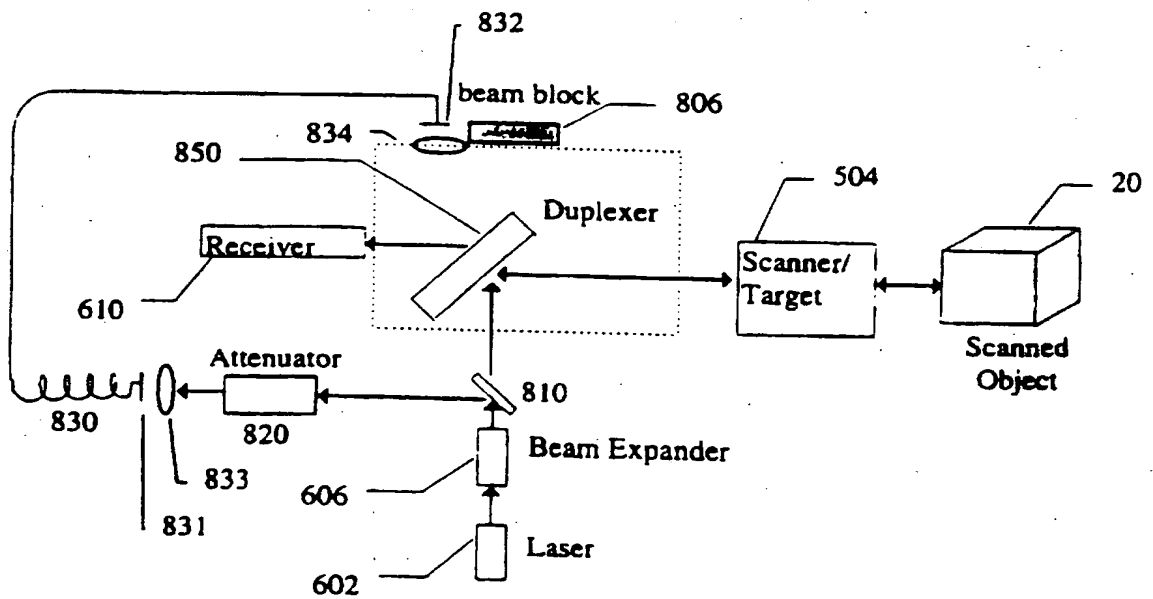 832
beam block
806
834
850
504
20
Duplexer
Receiver
Scanner/
Target
610
Scanned
Object
Attenuator
810
830
820
Beam Expander
833
606
831
Laser
602